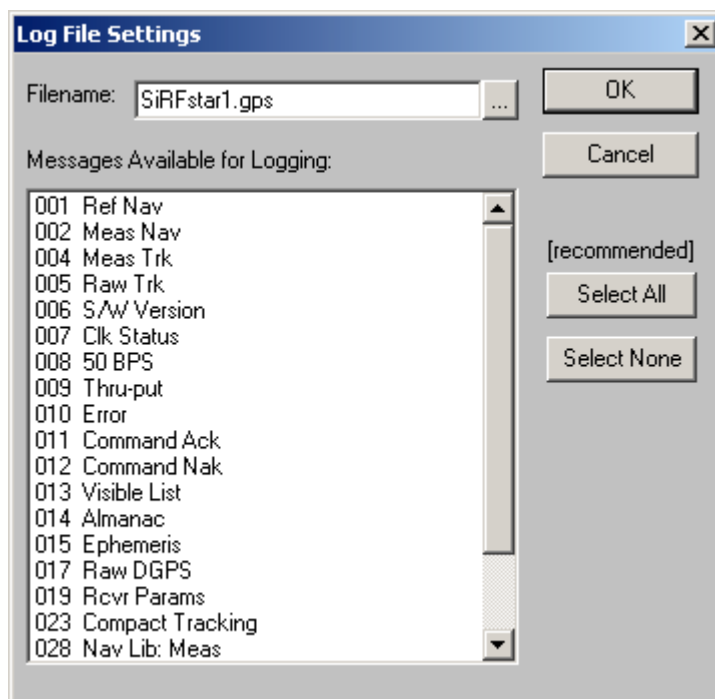 Log File Settings
Filename: SiRFstar1.gps ...
OK
Cancel
Messages Available for Logging:
001 Ref Nav
002 Meas Nav
004 Meas Trk
005 Raw Trk
006 S/W Version
007 Clk Status
008 50 BPS
009 Thru-put
010 Error
011 Command Ack
012 Command Nak
013 Visible List
014 Almanac
015 Ephemeris
017 Raw DGPS
019 Rcvr Params
023 Compact Tracking
028 Nav Lib: Meas
[recommended]
Select All
Select None